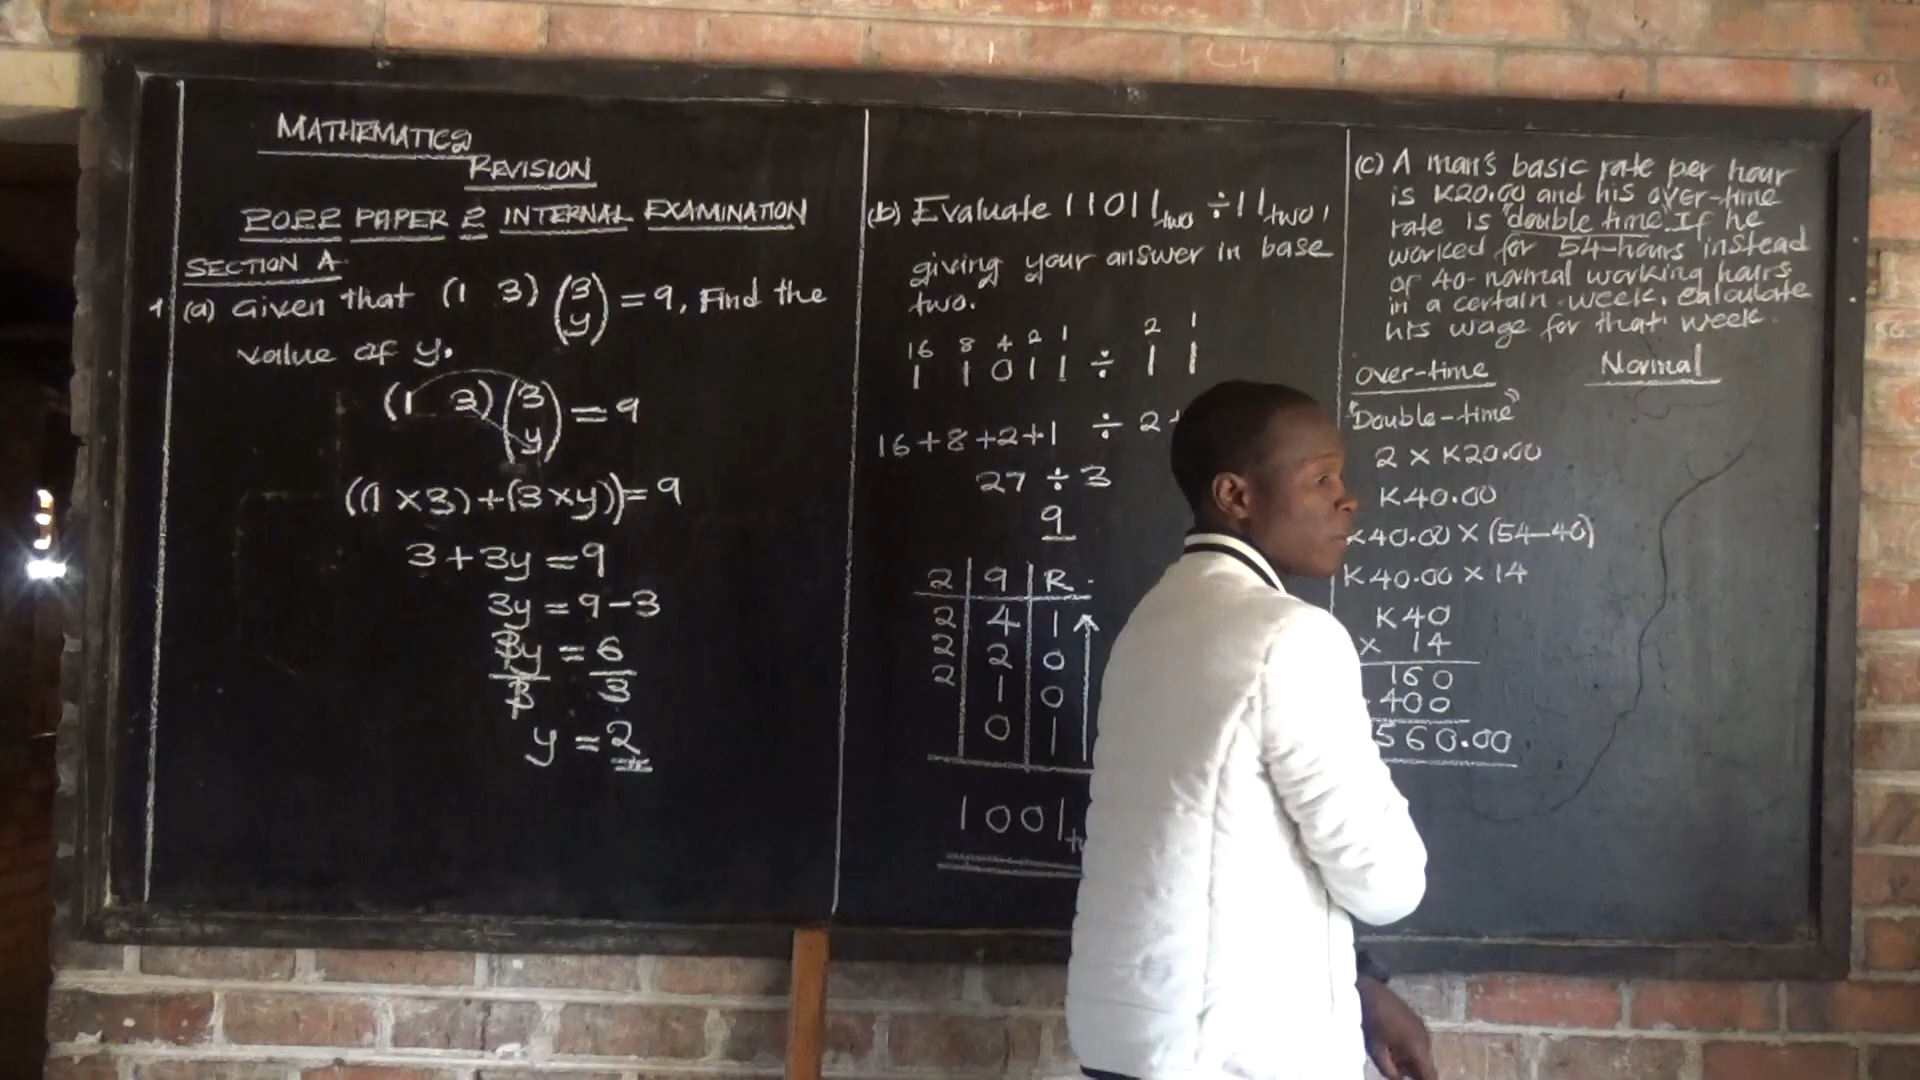 MATHEMATICS
REVISION
2022 PAPER 2 INTERNAL EXAMINATION
SECTION A
1 (a) Given that (1 3) (3 y) = 9, Find the
value of y.
(1 3) (3 y) = 9
((1 × 3) + (3 × y)) = 9
3 + 3y = 9
3y = 9 - 3
3y/3 = 6/3
y = 2
(b) Evaluate 11011two ÷ 11two,
giving your answer in base
two.
16 8 4 2 1 2 1
1 1 0 1 1 ÷ 1 1
16 + 8 + 2 + 1 ÷ 2 +
27 ÷ 3
9
2 | 9 | R
2 | 4 | 1
2 | 2 | 0
2 | 1 | 0
0 | 1
1001
(c) A man's basic rate per hour
is K20.00 and his over-time
rate is "double time". If he
worked for 54-hours instead
of 40-normal working hours
in a certain week, calculate
his wage for that week.
Over-time Normal
"Double-time"
2 × K20.00
K40.00
K40.00 × (54-40)
K40.00 × 14
K40
× 14
160
400
560.00